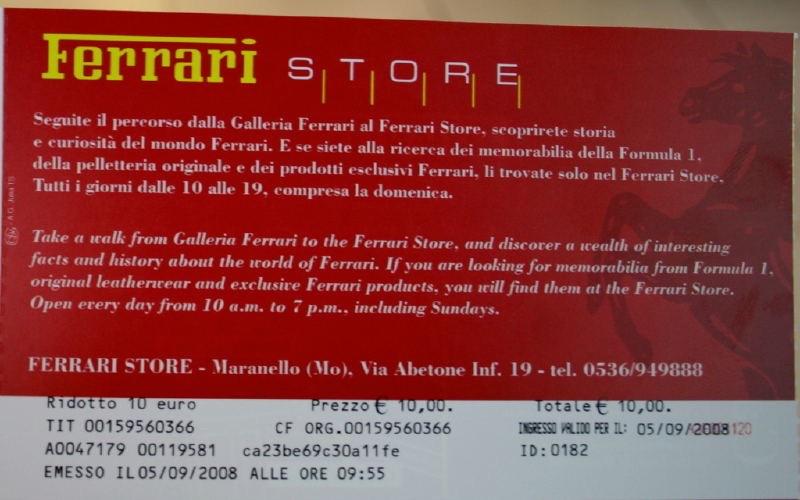 Ferrari STORE
Seguite il percorso dalla Galleria Ferrari al Ferrari Store, scoprirete storia
e curiosità del mondo Ferrari. E se siete alla ricerca dei memorabilia della Formula 1,
della pelletteria originale e dei prodotti esclusivi Ferrari, li trovate solo nel Ferrari Store.
Tutti i giorni dalle 10 alle 19, compresa la domenica.
Take a walk from Galleria Ferrari to the Ferrari Store, and discover a wealth of interesting
facts and history about the world of Ferrari. If you are looking for memorabilia from Formula 1,
original leatherwear and exclusive Ferrari products, you will find them at the Ferrari Store.
Open every day from 10 a.m. to 7 p.m., including Sundays.
FERRARI STORE - Maranello (Mo), Via Abetone Inf. 19 - tel. 0536/949888
Ridotto 10 euro Prezzo € 10,00. Totale € 10,00.
TIT 00159560366 CF ORG.00159560366 INGRESSO VALIDO PER IL: 05/09/2008
A0047179 00119581 ca23be69c30a11fe ID:0182
EMESSO IL 05/09/2008 ALLE ORE 09:55